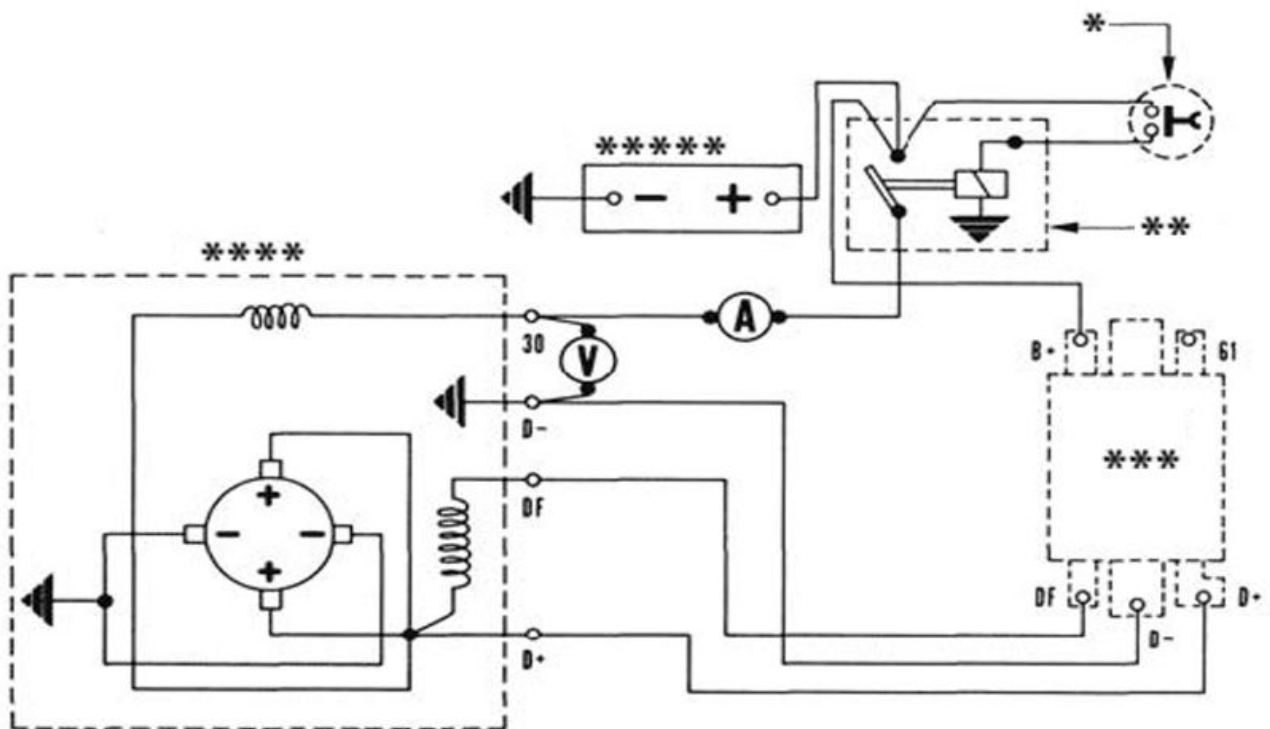 *
*****
- +
**
****
A
30
V
B+
61
D-
***
+
- -
+
DF
DF
D+
D-
D+